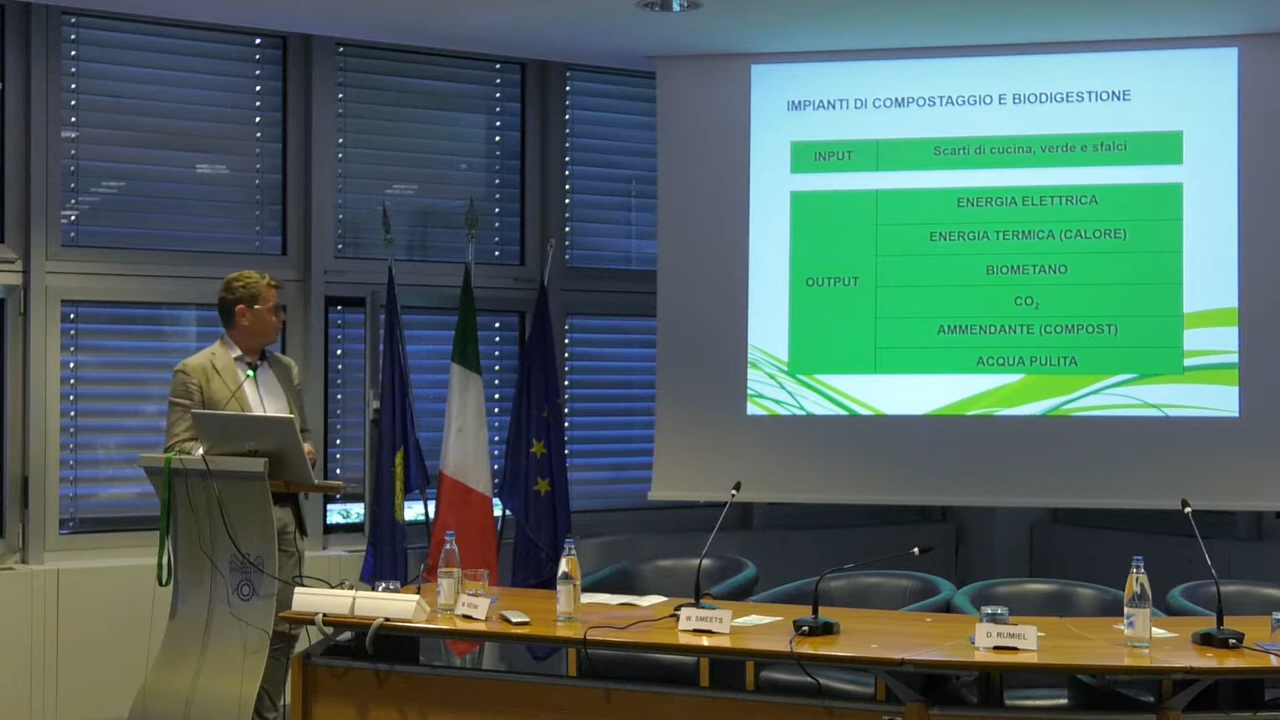 IMPIANTI DI COMPOSTAGGIO E BIODIGESTIONE
INPUT Scarti di cucina, verde e sfalci
OUTPUT
ENERGIA ELETTRICA
ENERGIA TERMICA (CALORE)
BIOMETANO
CO₂
AMMENDANTE (COMPOST)
ACQUA PULITA
W. SMEETS
D. RUMIEL